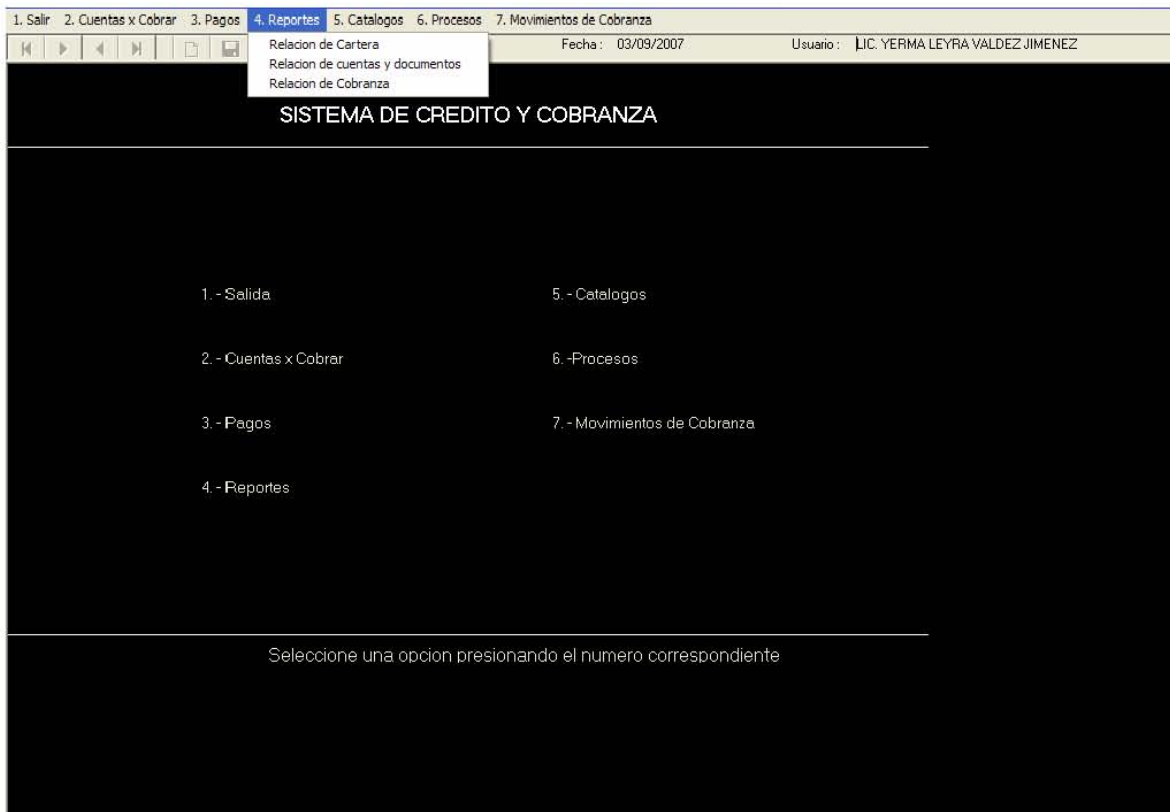 1. Salir 2. Cuentas x Cobrar 3. Pagos 4. Reportes 5. Catalogos 6. Procesos 7. Movimientos de Cobranza
Relacion de Cartera
Relacion de cuentas y documentos
Relacion de Cobranza
Fecha : 03/09/2007 Usuario : LIC. YERMA LEYRA VALDEZ JIMENEZ
SISTEMA DE CREDITO Y COBRANZA
1. - Salida 5. - Catalogos
2. - Cuentas x Cobrar 6. -Procesos
3. - Pagos 7. - Movimientos de Cobranza
4. - Reportes
Seleccione una opcion presionando el numero correspondiente